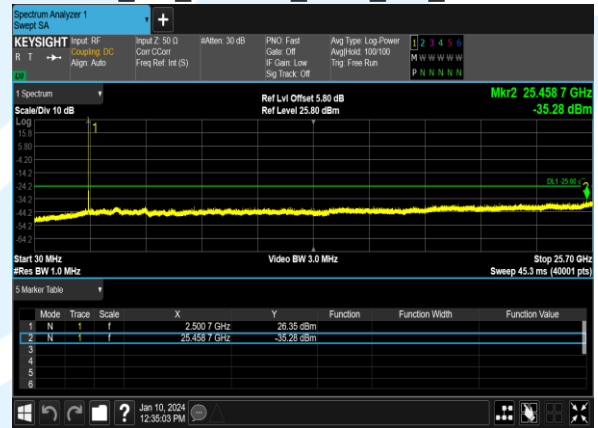 Spectrum Analyzer 1
Swept SA
+
KEYSIGHT
R T
LV
Input: RF
Coupling: DC
Align: Auto
Input Z: 50 Ω
Corr CCorr
Freq Ref: Int (S)
#Atten: 30 dB
PNO: Fast
Gate: Off
IF Gain: Low
Sig Track: Off
Avg Type: Log-Power
Avg|Hold: 100/100
Trig: Free Run
1 2 3 4 5 6
M W W W W W
P N N N N N
1 Spectrum
Scale/Div 10 dB
Log
Ref Lvl Offset 5.80 dB
Ref Level 25.80 dBm
Mkr2 25.458 7 GHz
-35.28 dBm
15.8
5.80
-4.20
-14.2
-24.2
-34.2
-44.2
-54.2
-64.2
1
DL1 -25.00
2
Start 30 MHz
#Res BW 1.0 MHz
Video BW 3.0 MHz
Stop 25.70 GHz
Sweep 45.3 ms (40001 pts)
5 Marker Table
Mode Trace Scale X Y Function Function Width Function Value
1 N 1 f 2.500 7 GHz 26.35 dBm
2 N 1 f 25.458 7 GHz -35.28 dBm
3
4
5
6
?
Jan 10, 2024
12:35:03 PM